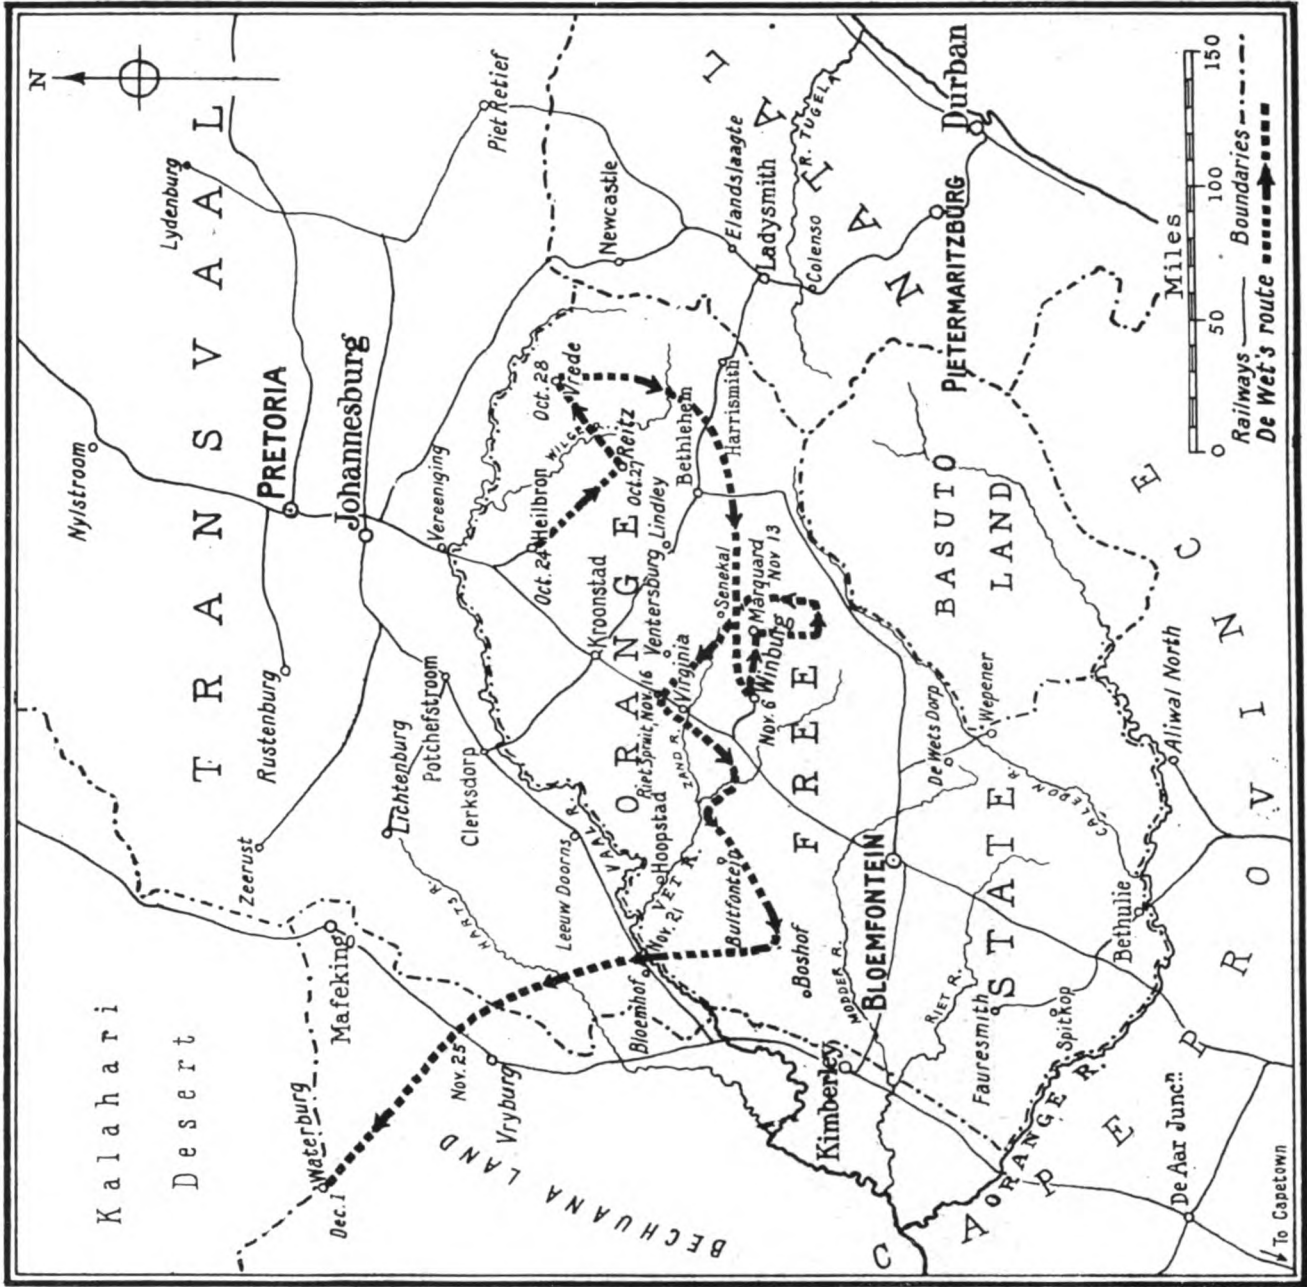 N
Kalahari
Desert
TRANSVAAL
Nylstroom
Lydenburg
PRETORIA
Rustenburg
Zeerust
Johannesburg
Mafeking
Waterburg
Dec. 1
Lichtenburg
Potchefstroom
Vereeniging
Piet Retief
Clerksdorp
HARTS R.
Nov. 25
Vryburg
BECHUANA LAND
Leeuw Doorns
VAAL R.
Oct. 24
Heilbron
WILGE R.
Oct. 28
Vrede
Reitz
Oct. 27
Newcastle
Kroonstad
ORANGE
Ventersburg
Lindley
Bethlehem
Harrismith
Elandslaagte
Ladysmith
Colenso
R. TUGELA
NATAL
Riet Spruit, Nov. 16
Virginia
Senekal
ZAND R.
Hoopstad
VET R.
Nov. 21
Bloemhof
Bultfontein
Marquard
Nov 13
Winburg
Nov. 6
FREE
Boshof
MODDER R.
Kimberley
BLOEMFONTEIN
De Wets Dorp
Wepener
BASUTO
LAND
PIETERMARITZBURG
Durban
RIET R.
STATE
CALEDON R.
Fauresmith
Spitkop
Bethulie
Aliwal North
ORANGE R.
CAPE PROVINCE
De Aar Juncn
To Capetown
Miles
0 50 100 150
Railways
Boundaries
De Wet's route